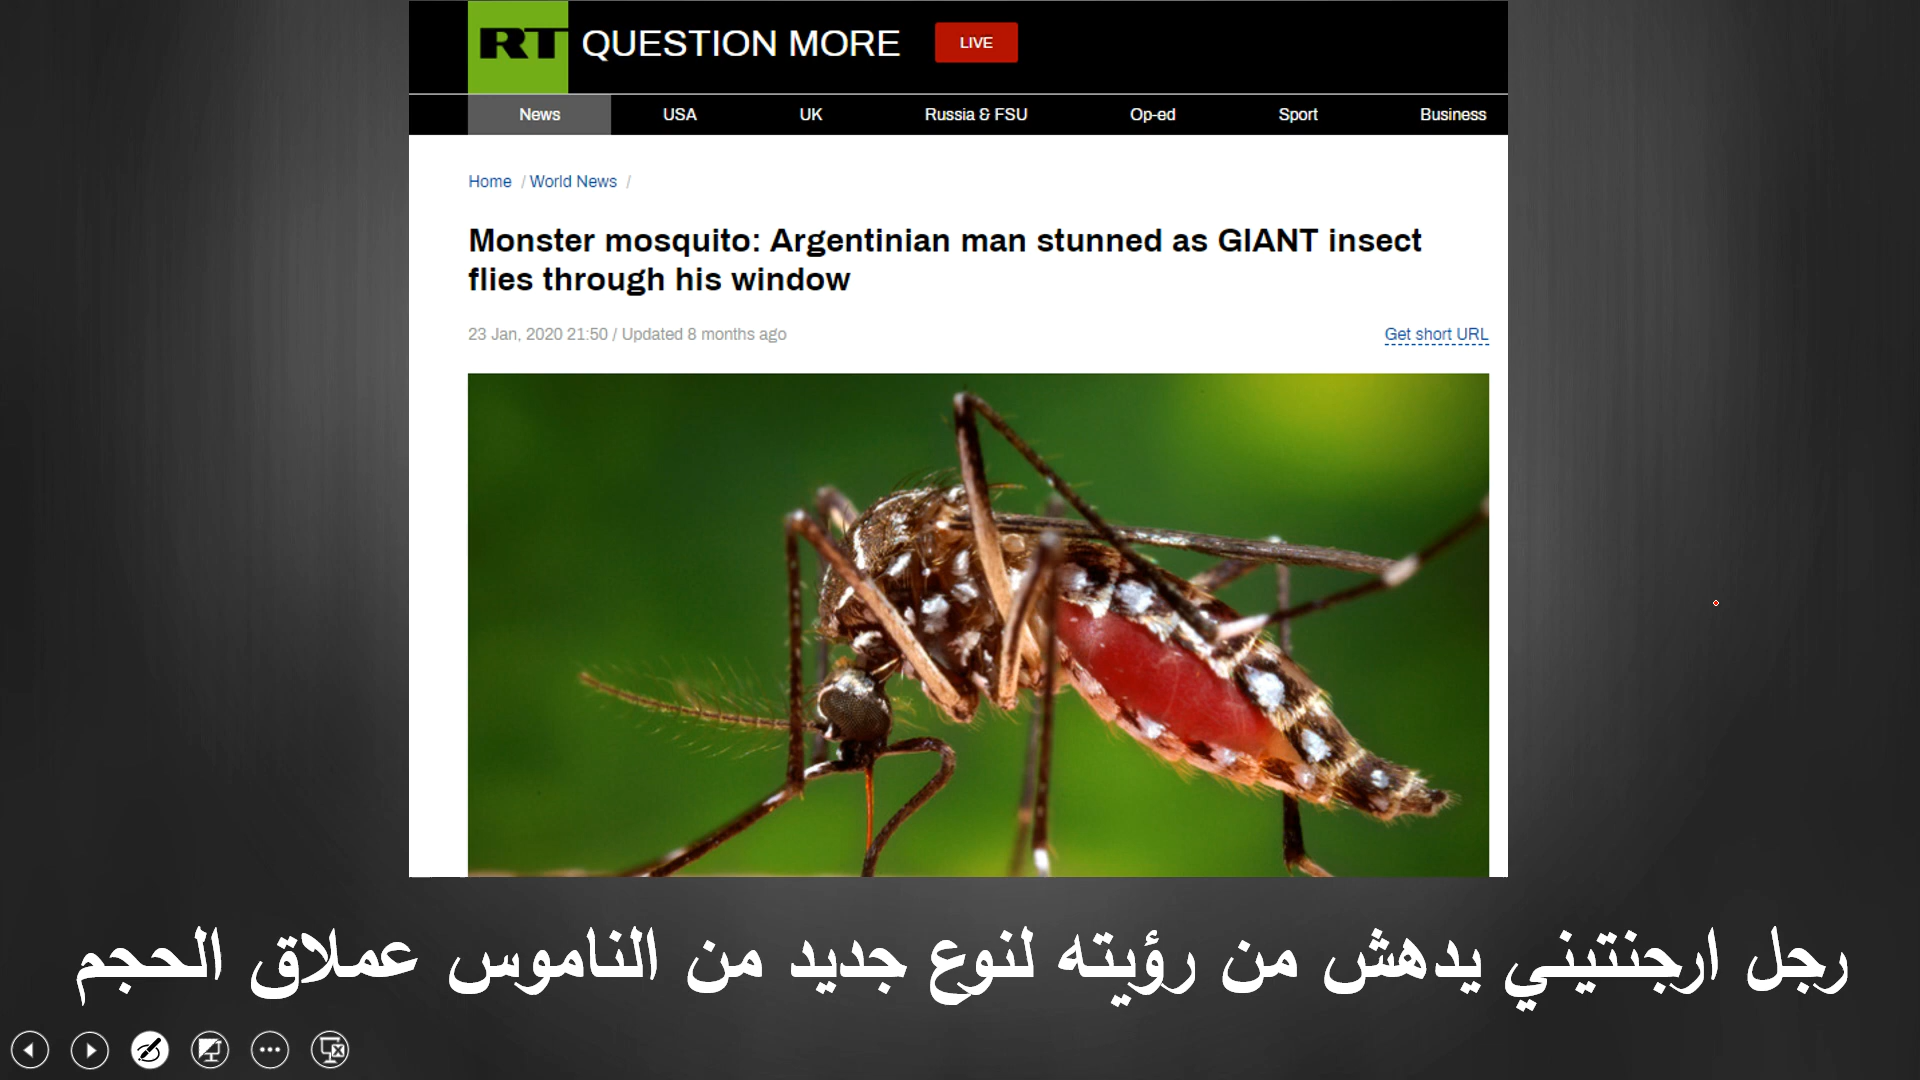 RT QUESTION MORE LIVE
News USA UK Russia & FSU Op-ed Sport Business
Home / World News /
Monster mosquito: Argentinian man stunned as GIANT insect
flies through his window
23 Jan, 2020 21:50 / Updated 8 months ago Get short URL
رجل ارجنتيني يدهش من رؤيته لنوع جديد من الناموس عملاق الحجم